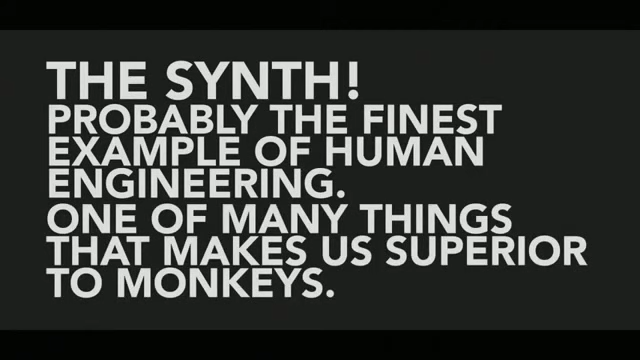 THE SYNTH!
PROBABLY THE FINEST
EXAMPLE OF HUMAN
ENGINEERING.
ONE OF MANY THINGS
THAT MAKES US SUPERIOR
TO MONKEYS.